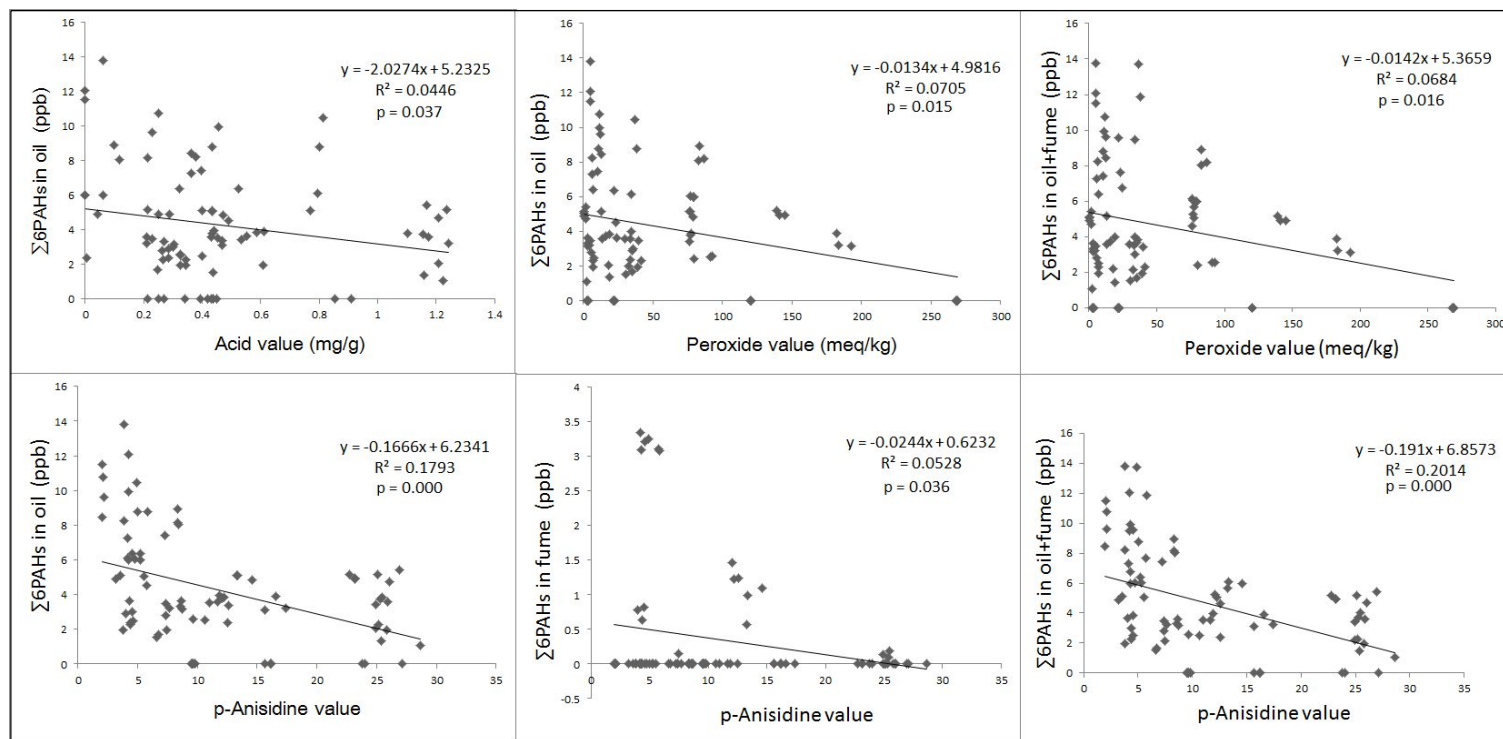 16
14
12
10
8
6
4
2
0
∑6PAHs in oil (ppb)
y = -2.0274x + 5.2325
R² = 0.0446
p = 0.037
0 0.2 0.4 0.6 0.8 1 1.2 1.4
Acid value (mg/g)
16
14
12
10
8
6
4
2
0
∑6PAHs in oil (ppb)
y = -0.0134x + 4.9816
R² = 0.0705
p = 0.015
0 50 100 150 200 250 300
Peroxide value (meq/kg)
16
14
12
10
8
6
4
2
0
∑6PAHs in oil+fume (ppb)
y = -0.0142x + 5.3659
R² = 0.0684
p = 0.016
0 50 100 150 200 250 300
Peroxide value (meq/kg)
16
14
12
10
8
6
4
2
0
∑6PAHs in oil (ppb)
y = -0.1666x + 6.2341
R² = 0.1793
p = 0.000
0 5 10 15 20 25 30 35
p-Anisidine value
4
3.5
3
2.5
2
1.5
1
0.5
0
-0.5
∑6PAHs in fume (ppb)
y = -0.0244x + 0.6232
R² = 0.0528
p = 0.036
0 5 10 15 20 25 30 35
p-Anisidine value
16
14
12
10
8
6
4
2
0
∑6PAHs in oil+fume (ppb)
y = -0.191x + 6.8573
R² = 0.2014
p = 0.000
0 5 10 15 20 25 30 35
p-Anisidine value